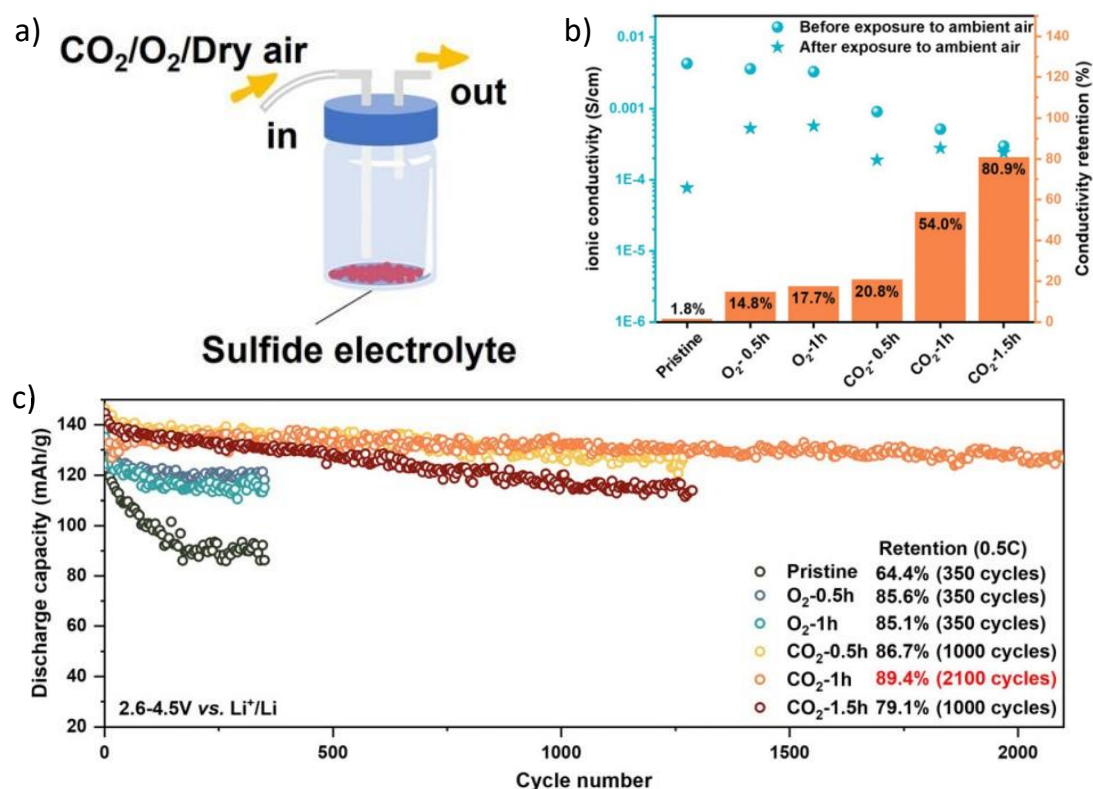 a)
CO₂/O₂/Dry air
out
in
Sulfide electrolyte
b)
Before exposure to ambient air
After exposure to ambient air
ionic conductivity (S/cm)
0.01
0.001
1E-4
1E-5
1E-6
Conductivity retention (%)
140
120
100
80
60
40
20
0
1.8%
14.8%
17.7%
20.8%
54.0%
80.9%
Pristine
O₂- 0.5h
O₂-1h
CO₂- 0.5h
CO₂-1h
CO₂-1.5h
c)
Discharge capacity (mAh/g)
140
120
100
80
60
40
20
Retention (0.5C)
Pristine 64.4% (350 cycles)
O₂-0.5h 85.6% (350 cycles)
O₂-1h 85.1% (350 cycles)
CO₂-0.5h 86.7% (1000 cycles)
CO₂-1h 89.4% (2100 cycles)
CO₂-1.5h 79.1% (1000 cycles)
2.6-4.5V vs. Li⁺/Li
0 500 1000 1500 2000
Cycle number